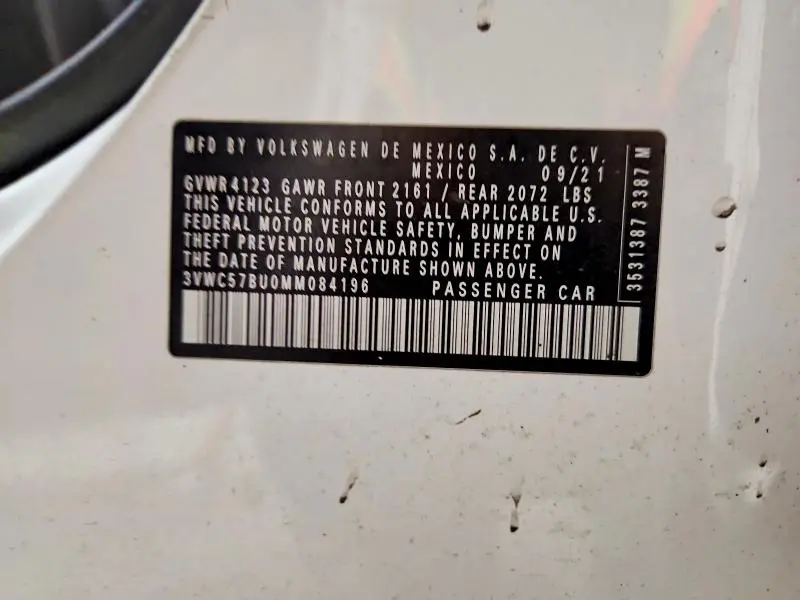 MFD BY VOLKSWAGEN DE MEXICO S.A. DE C.V.
MEXICO 09/21
GVWR 4123 GAWR FRONT 2161 / REAR 2072 LBS
THIS VEHICLE CONFORMS TO ALL APPLICABLE U.S.
FEDERAL MOTOR VEHICLE SAFETY, BUMPER AND
THEFT PREVENTION STANDARDS IN EFFECT ON
THE DATE OF MANUFACTURE SHOWN ABOVE.
3VWC57BU0MM084196 PASSENGER CAR
3531387 3387 M